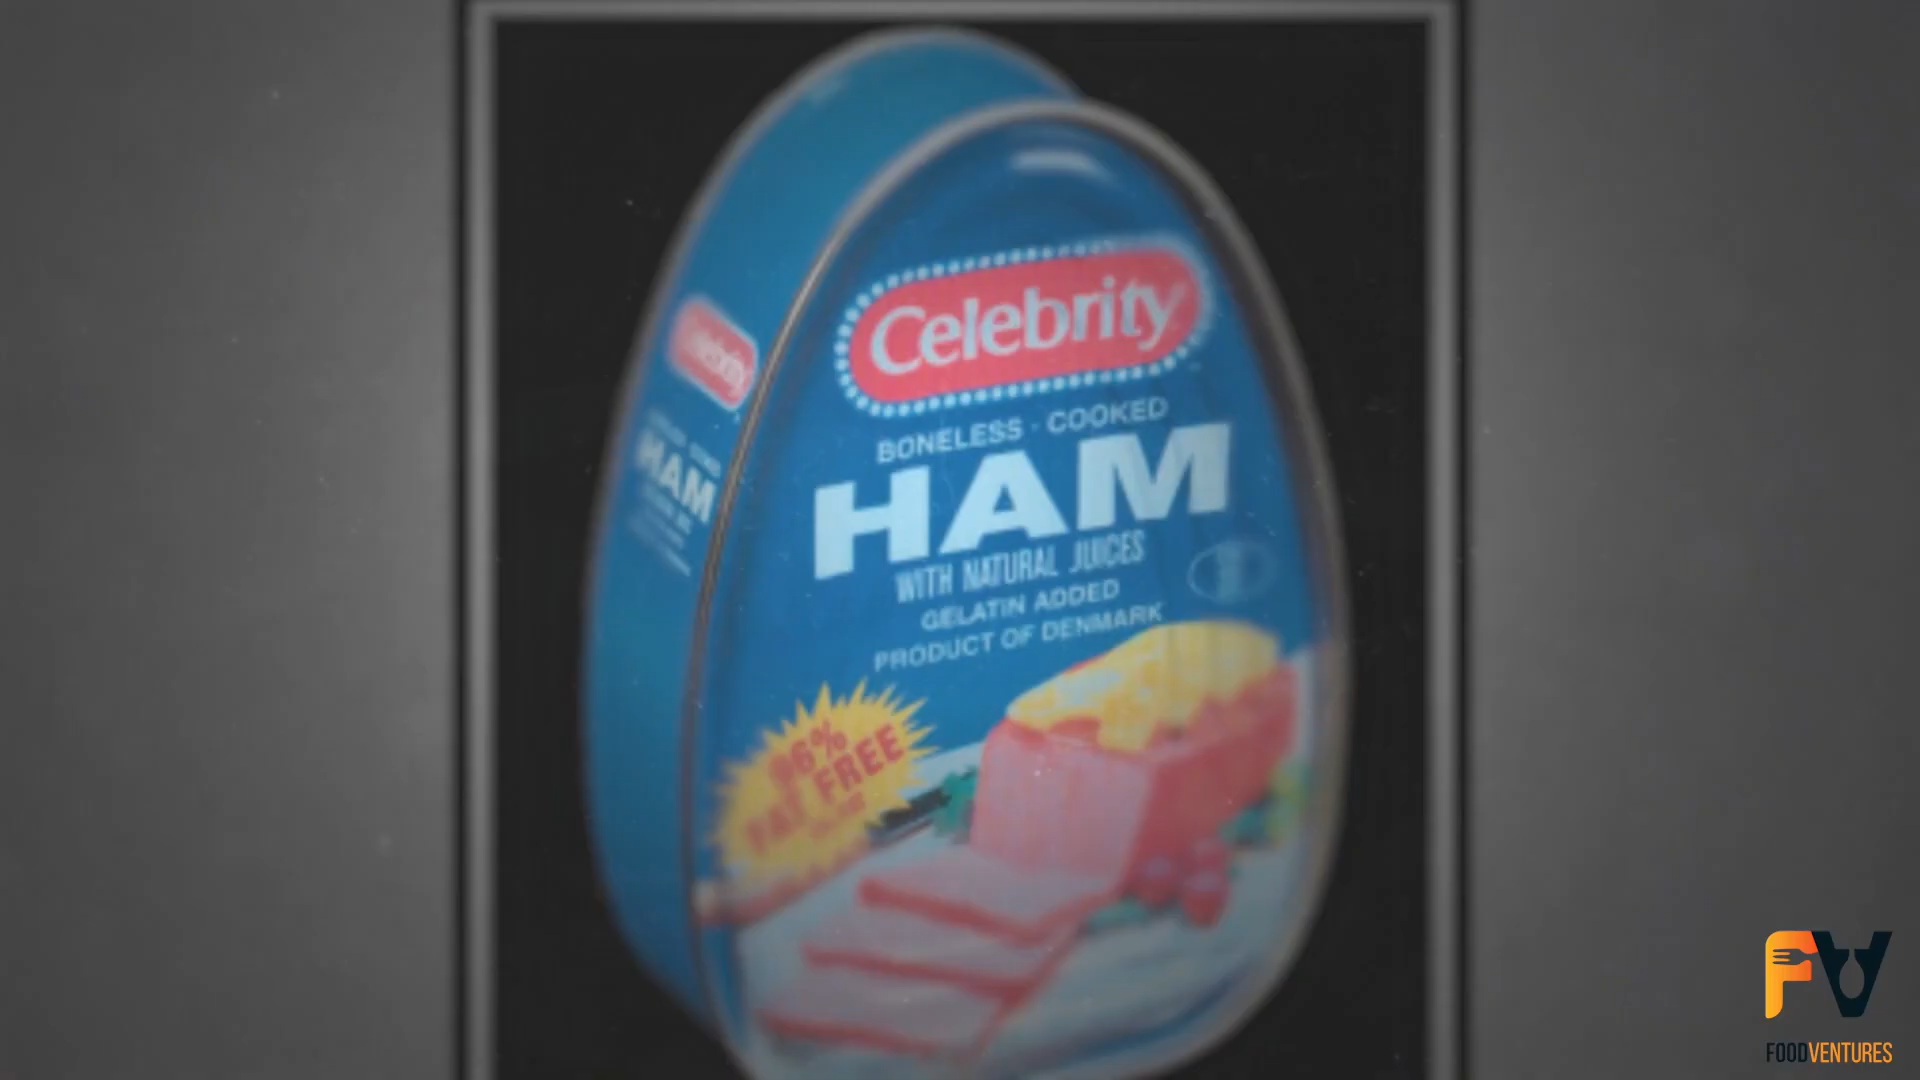 Celebrity
BONELESS · COOKED
HAM
WITH NATURAL JUICES
GELATIN ADDED
PRODUCT OF DENMARK
96%
FAT FREE
Celebrity
HAM
FOODVENTURES